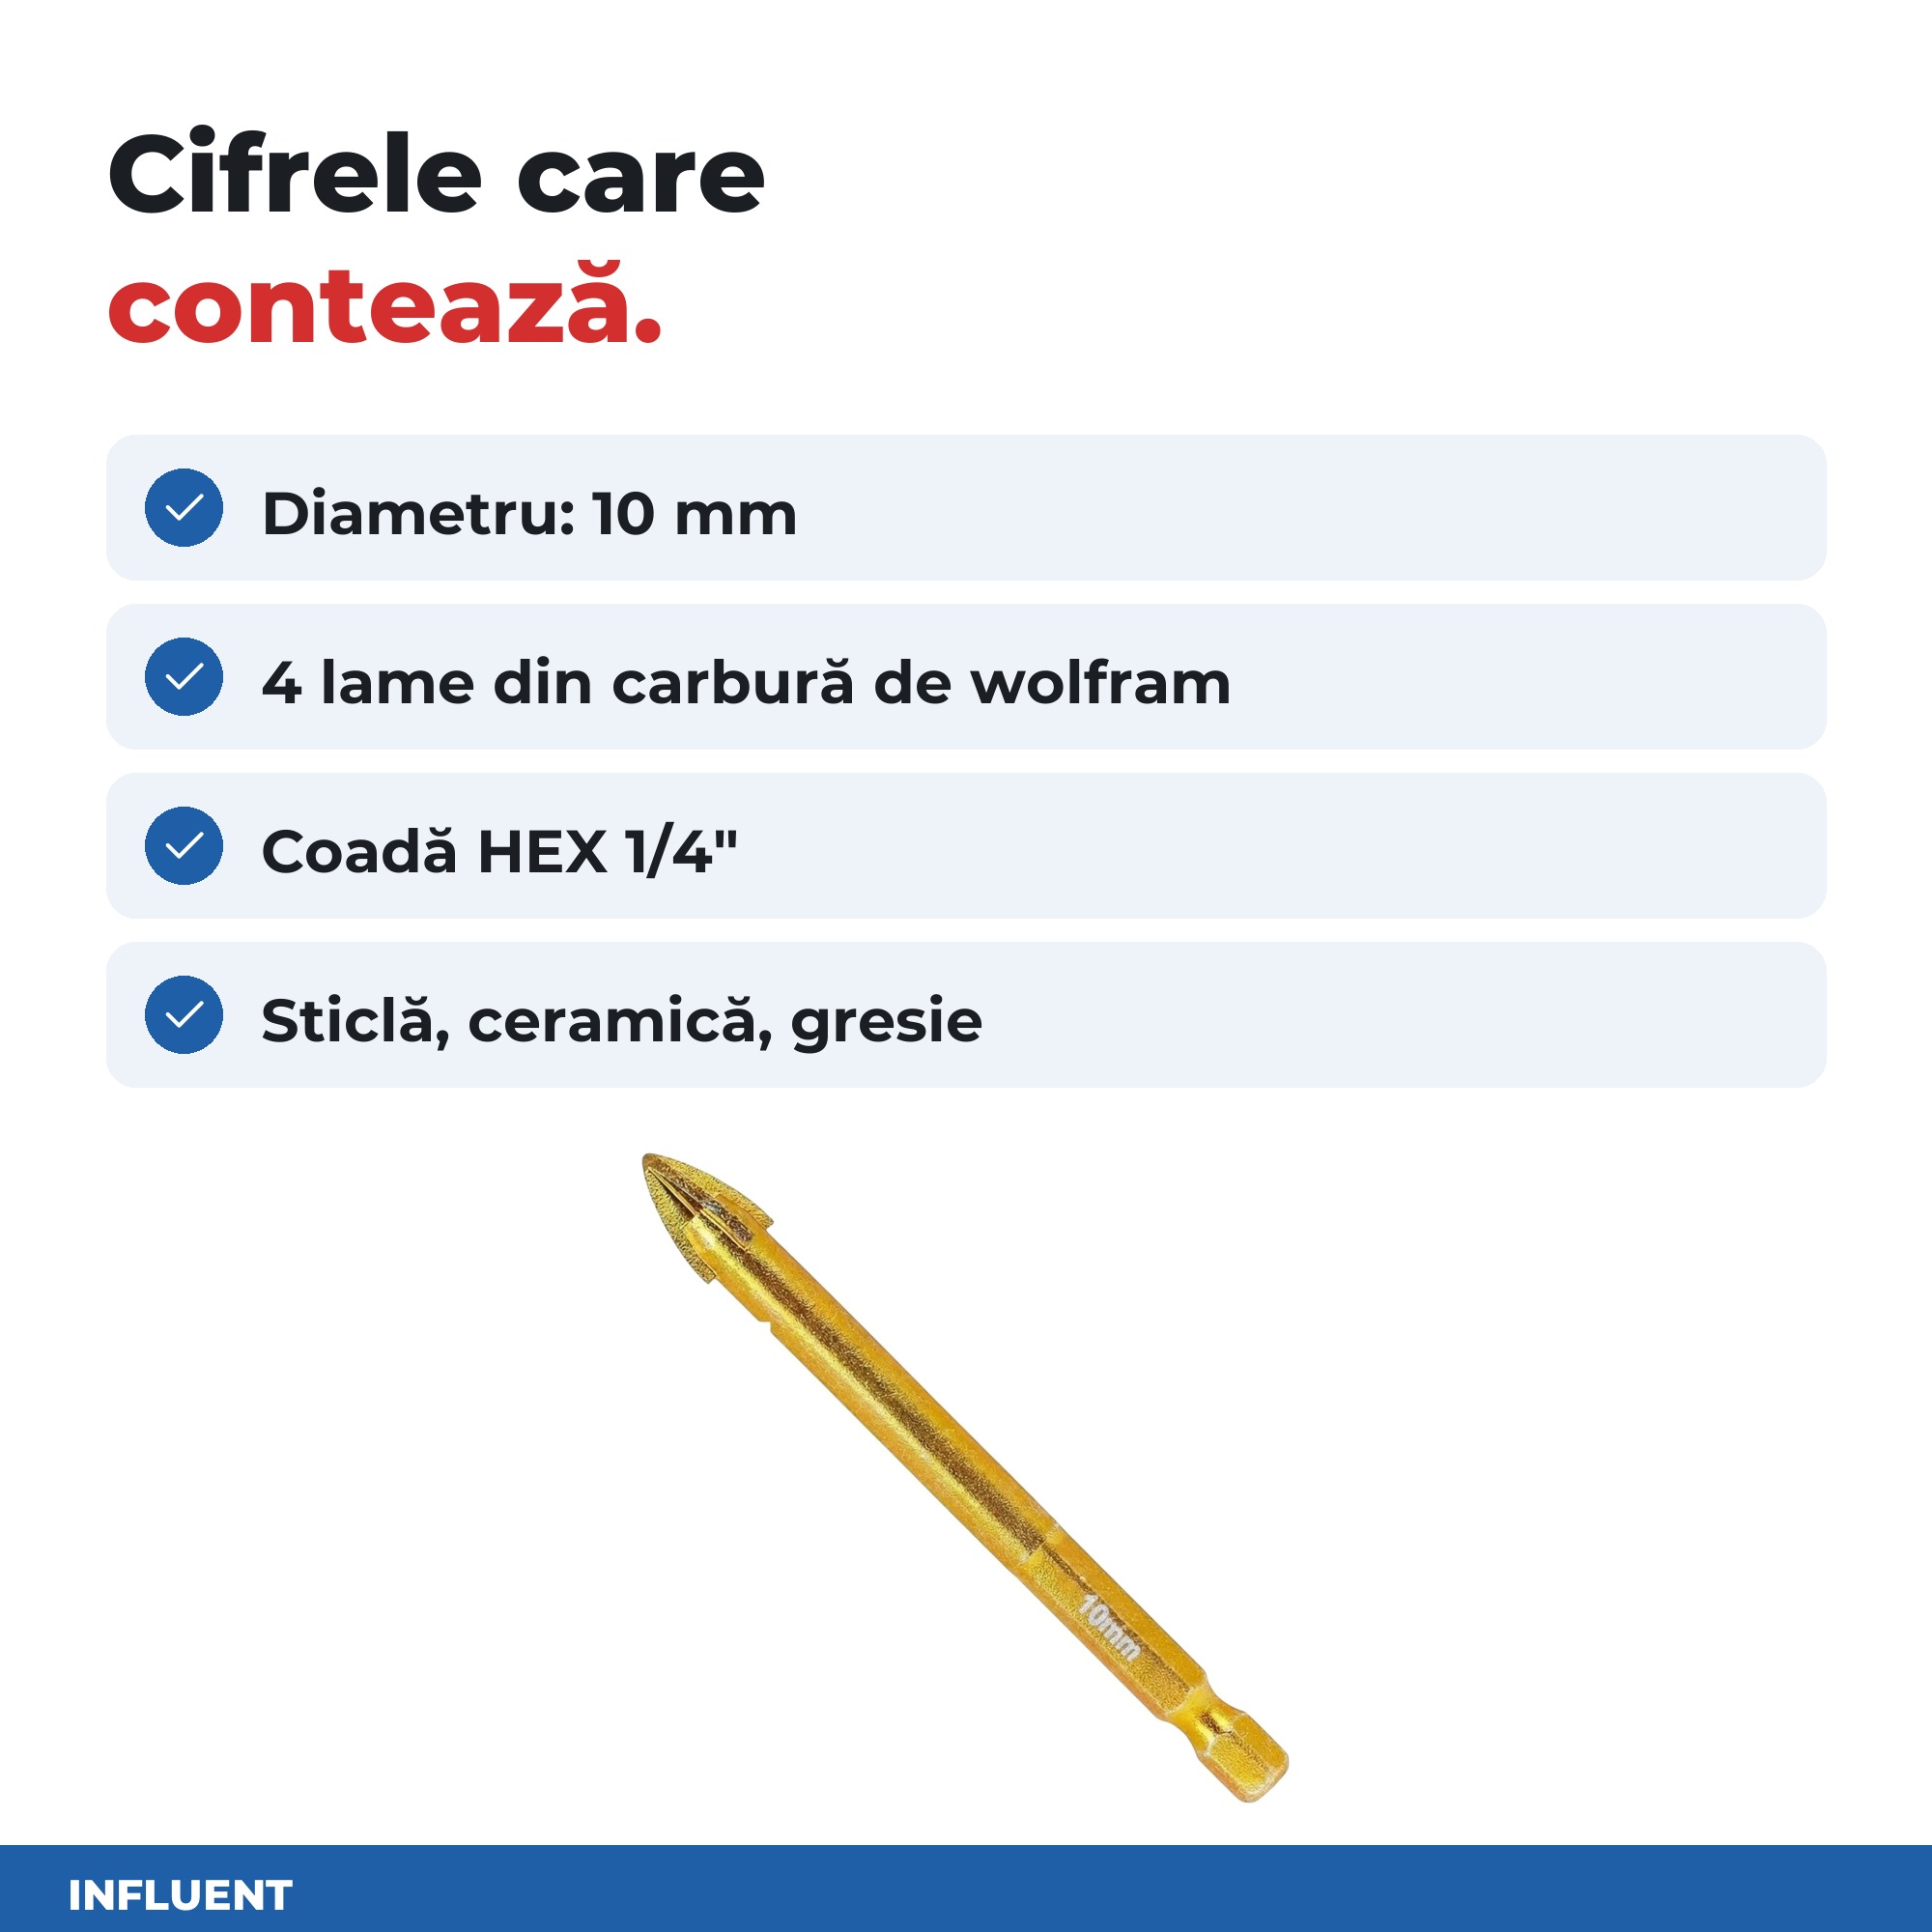 Cifrele care
contează.
Diametru: 10 mm
4 lame din carbură de wolfram
Coadă HEX 1/4"
Sticlă, ceramică, gresie
10mm
INFLUENT